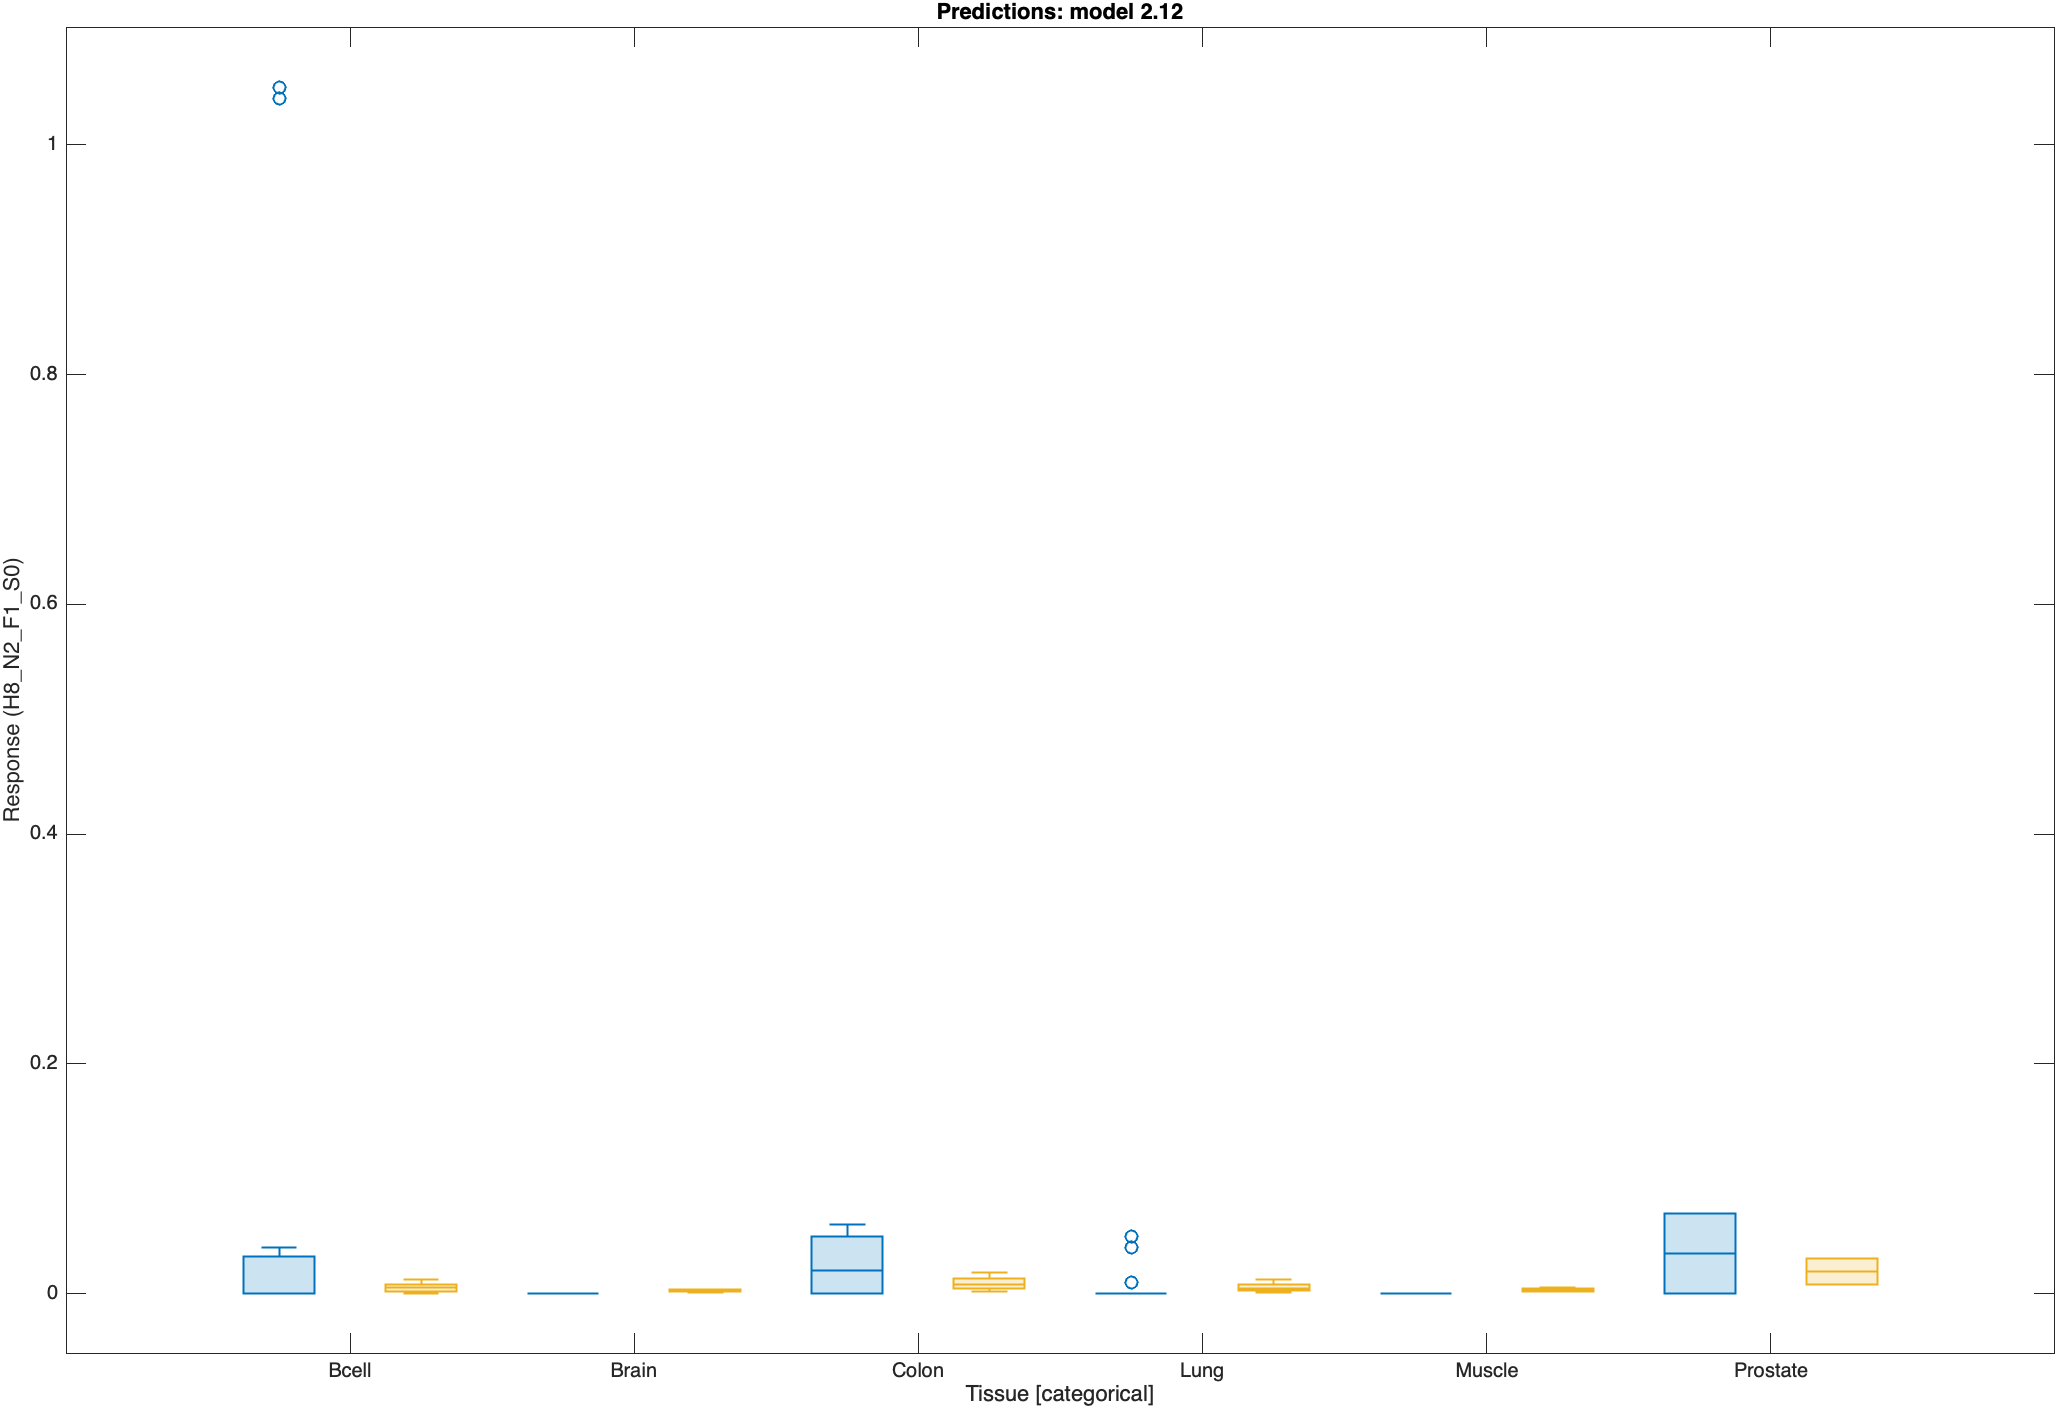 Predictions: model 2.12
Response (H8_N2_F1_S0)
1
0.8
0.6
0.4
0.2
0
Bcell Brain Colon Lung Muscle Prostate
Tissue [categorical]